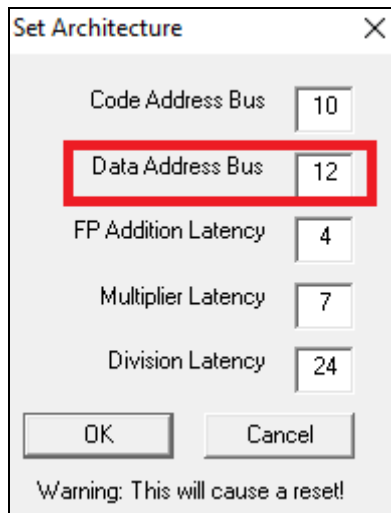 Set Architecture
Code Address Bus 10
Data Address Bus 12
FP Addition Latency 4
Multiplier Latency 7
Division Latency 24
OK Cancel
Warning: This will cause a reset!